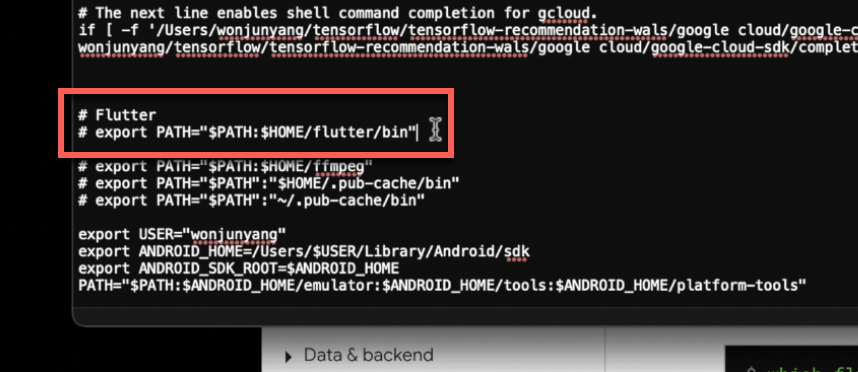 # The next line enables shell command completion for gcloud.
if [ -f '/Users/wonjunyang/tensorflow/tensorflow-recommendation-wals/google cloud/google-c
wonjunyang/tensorflow/tensorflow-recommendation-wals/google cloud/google-cloud-sdk/complet
# Flutter
# export PATH="$PATH:$HOME/flutter/bin"
# export PATH="$PATH:$HOME/ffmpeg"
# export PATH="$PATH":"$HOME/.pub-cache/bin"
# export PATH="$PATH":"~/.pub-cache/bin"
export USER="wonjunyang"
export ANDROID_HOME=/Users/$USER/Library/Android/sdk
export ANDROID_SDK_ROOT=$ANDROID_HOME
PATH="$PATH:$ANDROID_HOME/emulator:$ANDROID_HOME/tools:$ANDROID_HOME/platform-tools"
Data & backend